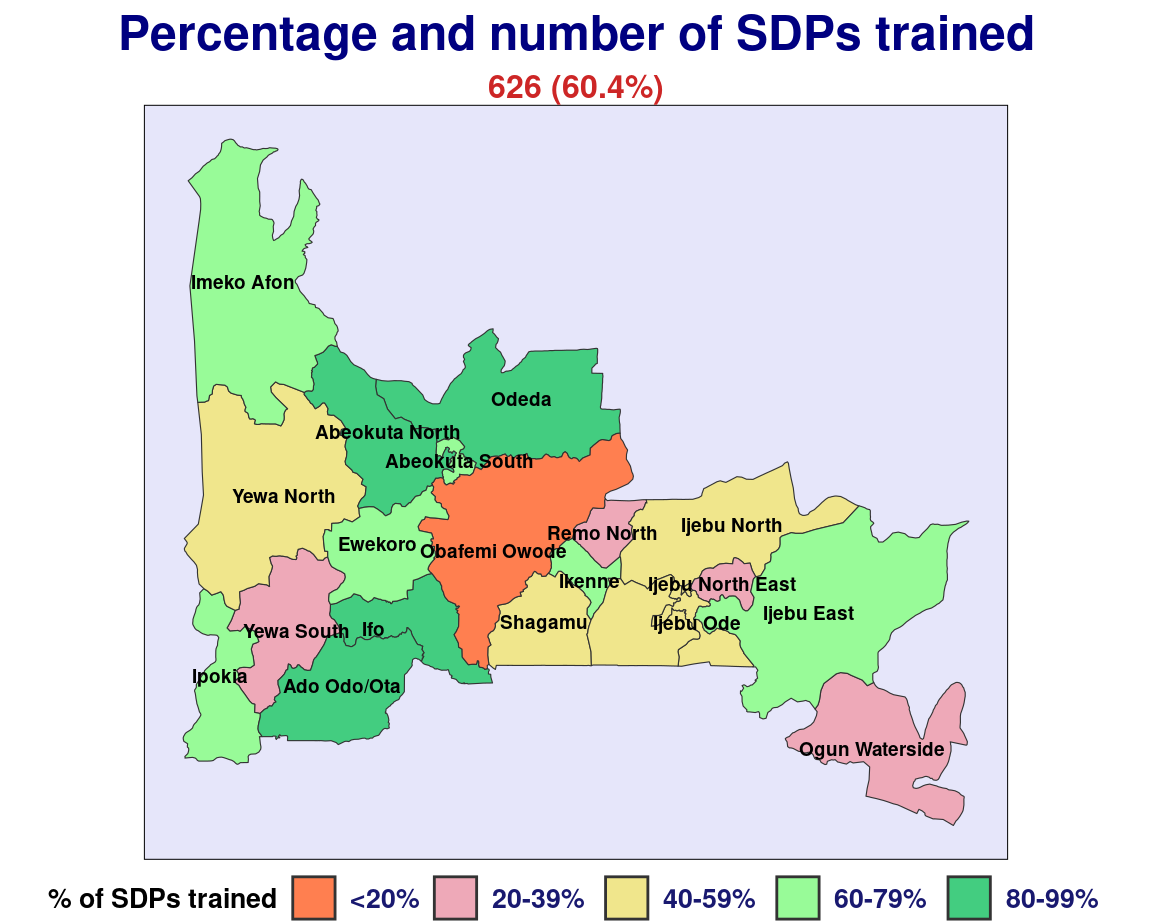 Percentage and number of SDPs trained
626 (60.4%)
Imeko Afon
Odeda
Abeokuta North
Abeokuta South
Yewa North
Ijebu North
Remo North
Ewekoro
Obafemi Owode
Ikenne
Ijebu North East
Ijebu East
Shagamu
Ijebu Ode
Yewa South
Ifo
Ipokia
Ado Odo/Ota
Ogun Waterside
% of SDPs trained <20% 20-39% 40-59% 60-79% 80-99%